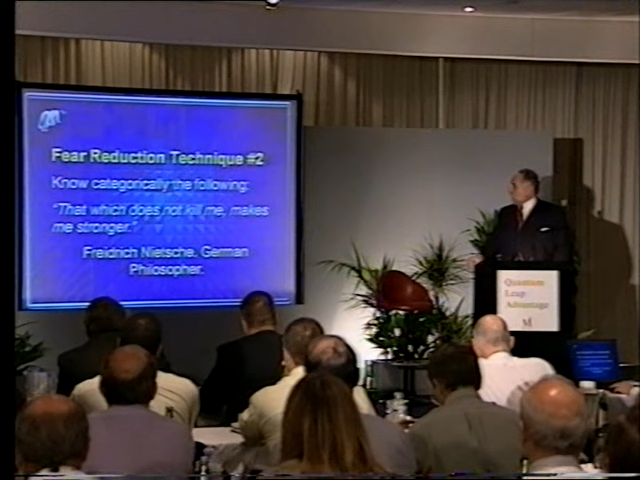 Fear Reduction Technique #2
Know categorically the following:
"That which does not kill me, makes
me stronger."
Freidrich Nietsche. German
Philosopher.
Quantum
Leap
Advantage
M